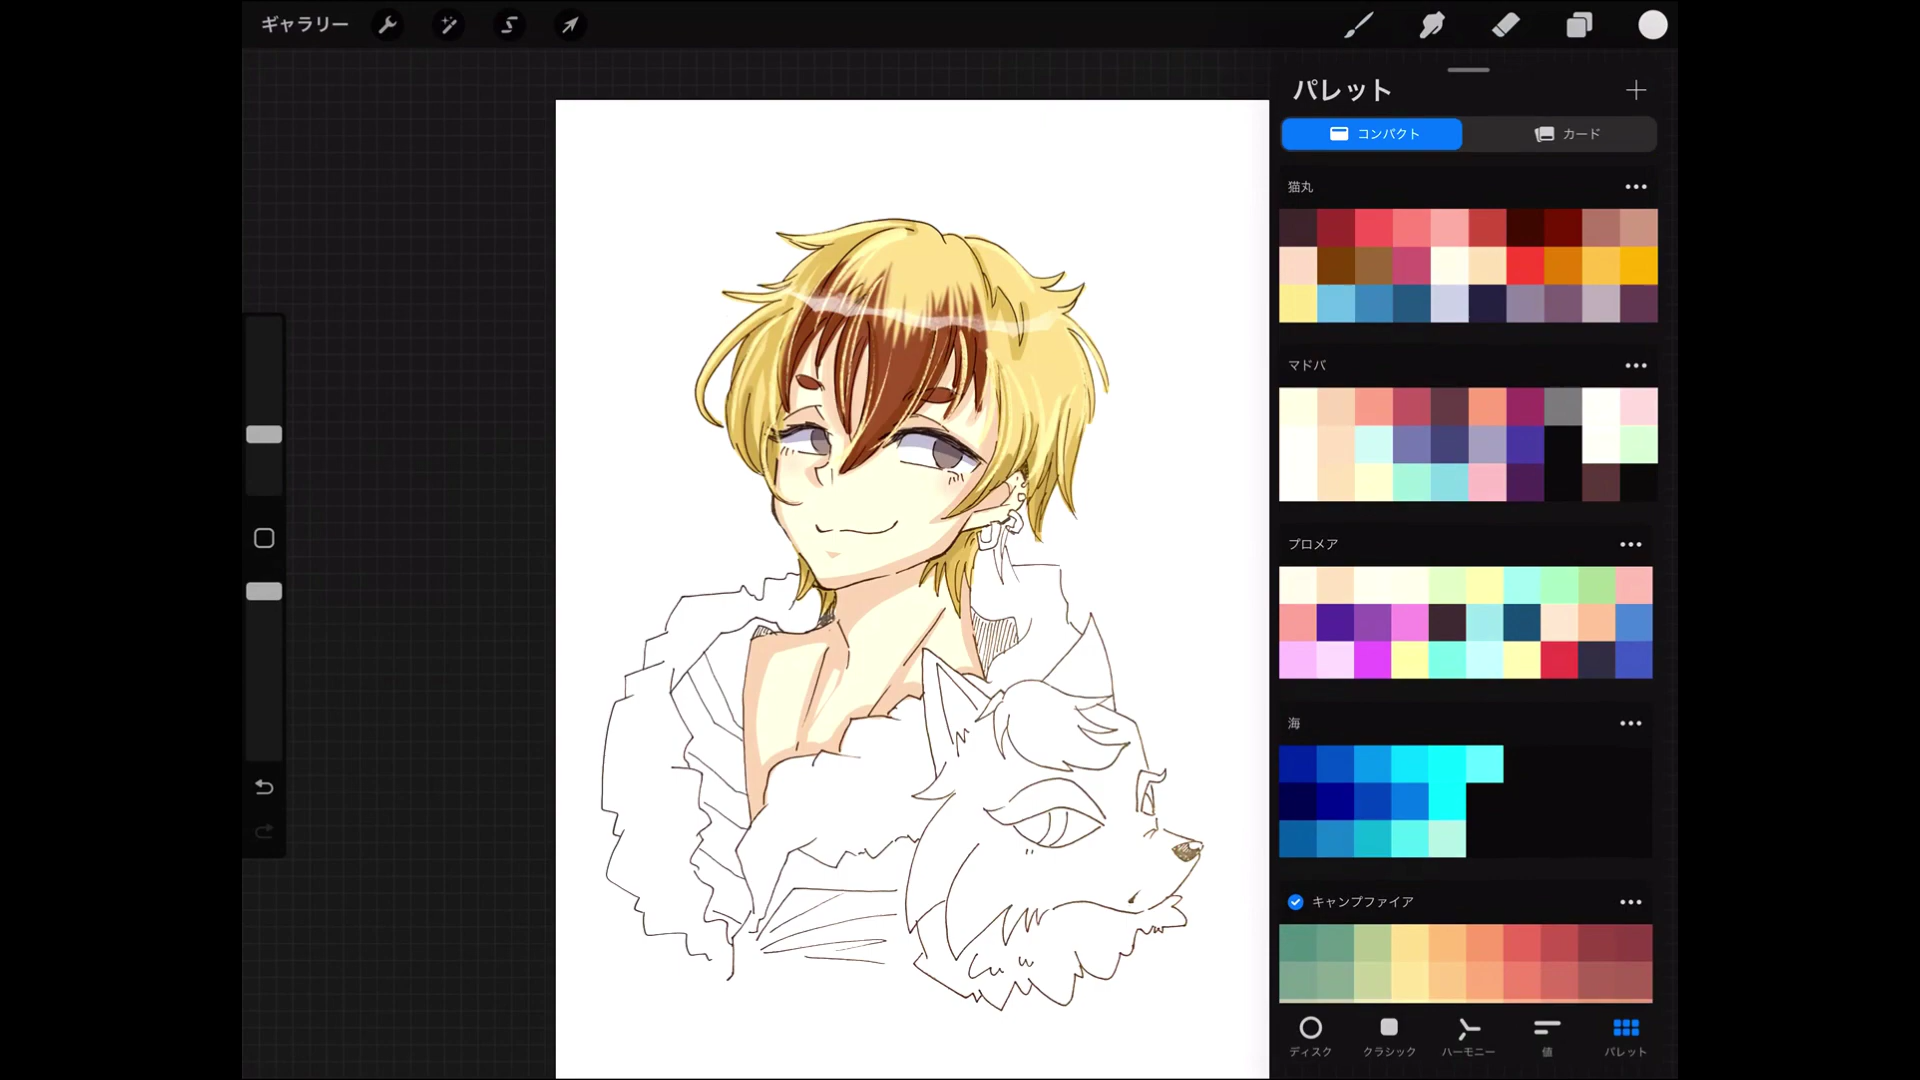 ギャラリー
パレット
コンパクト
カード
猫丸
マドバ
プロメア
海
キャンプファイア
ディスク
クラシック
ハーモニー
値
パレット